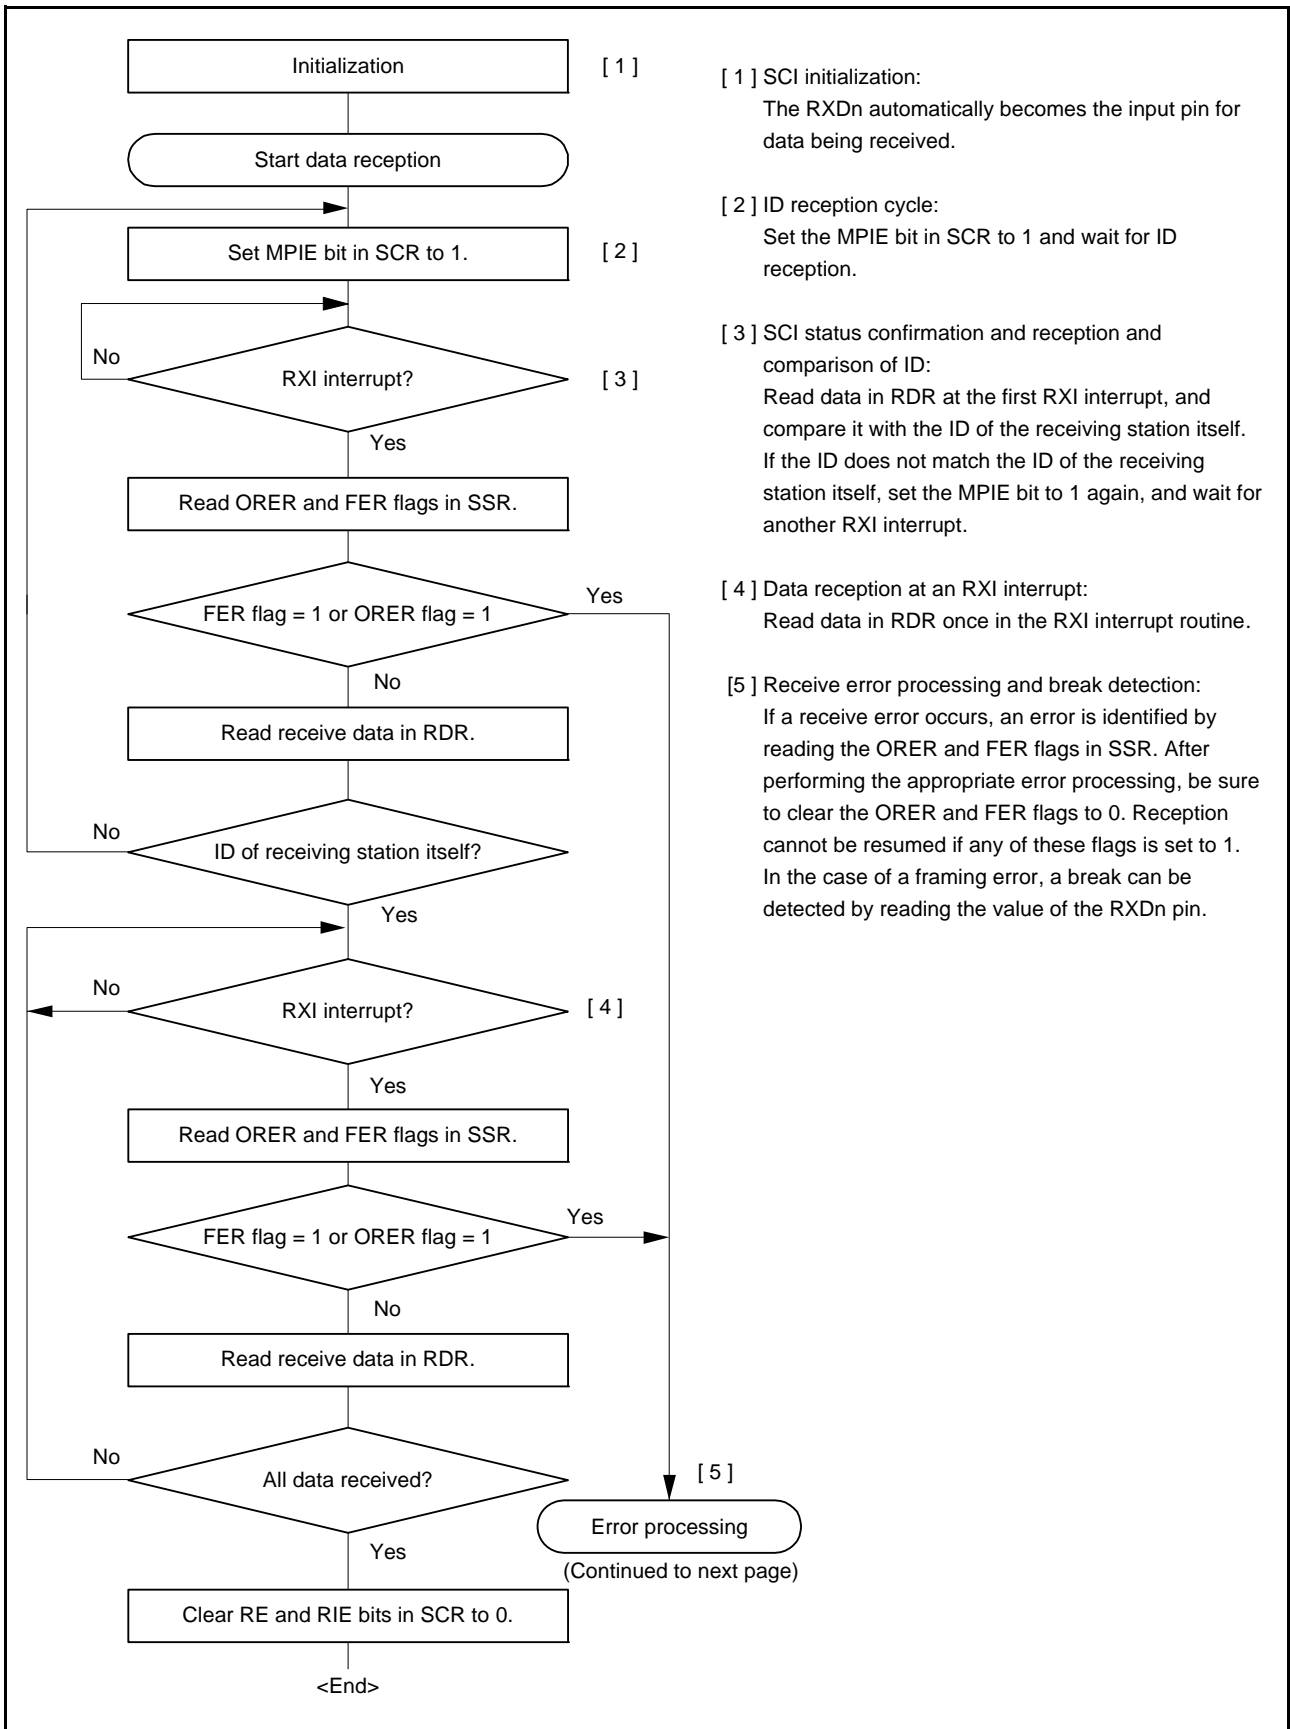 Initialization
[ 1 ]
Start data reception
Set MPIE bit in SCR to 1.
[ 2 ]
No
RXI interrupt?
[ 3 ]
Yes
Read ORER and FER flags in SSR.
FER flag = 1 or ORER flag = 1
Yes
No
Read receive data in RDR.
No
ID of receiving station itself?
Yes
No
RXI interrupt?
[ 4 ]
Yes
Read ORER and FER flags in SSR.
FER flag = 1 or ORER flag = 1
Yes
No
Read receive data in RDR.
No
All data received?
[ 5 ]
Error processing
(Continued to next page)
Yes
Clear RE and RIE bits in SCR to 0.
<End>
[ 1 ] SCI initialization:
The RXDn automatically becomes the input pin for
data being received.
[ 2 ] ID reception cycle:
Set the MPIE bit in SCR to 1 and wait for ID
reception.
[ 3 ] SCI status confirmation and reception and
comparison of ID:
Read data in RDR at the first RXI interrupt, and
compare it with the ID of the receiving station itself.
If the ID does not match the ID of the receiving
station itself, set the MPIE bit to 1 again, and wait for
another RXI interrupt.
[ 4 ] Data reception at an RXI interrupt:
Read data in RDR once in the RXI interrupt routine.
[5 ] Receive error processing and break detection:
If a receive error occurs, an error is identified by
reading the ORER and FER flags in SSR. After
performing the appropriate error processing, be sure
to clear the ORER and FER flags to 0. Reception
cannot be resumed if any of these flags is set to 1.
In the case of a framing error, a break can be
detected by reading the value of the RXDn pin.